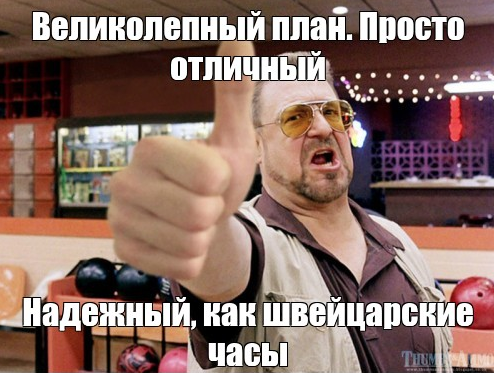 Великолепный план. Просто
отличный
Надежный, как швейцарские
часы